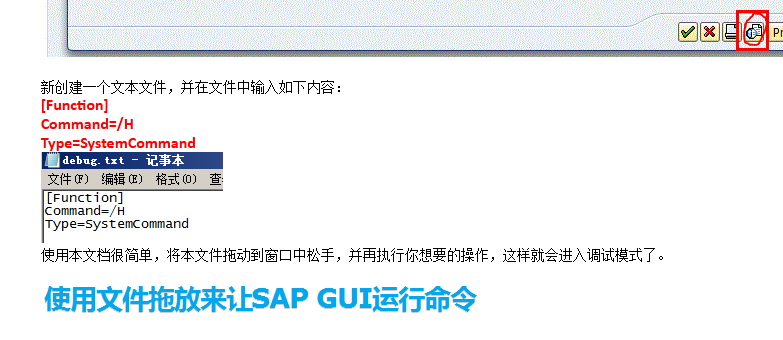 Pr
新创建一个文本文件，并在文件中输入如下内容：
[Function]
Command=/H
Type=SystemCommand
debug.txt - 记事本
文件(F) 编辑(E) 格式(O) 查
[Function]
Command=/H
Type=SystemCommand
使用本文档很简单，将本文件拖动到窗口中松手，并再执行你想要的操作，这样就会进入调试模式了。
使用文件拖放来让SAP GUI运行命令